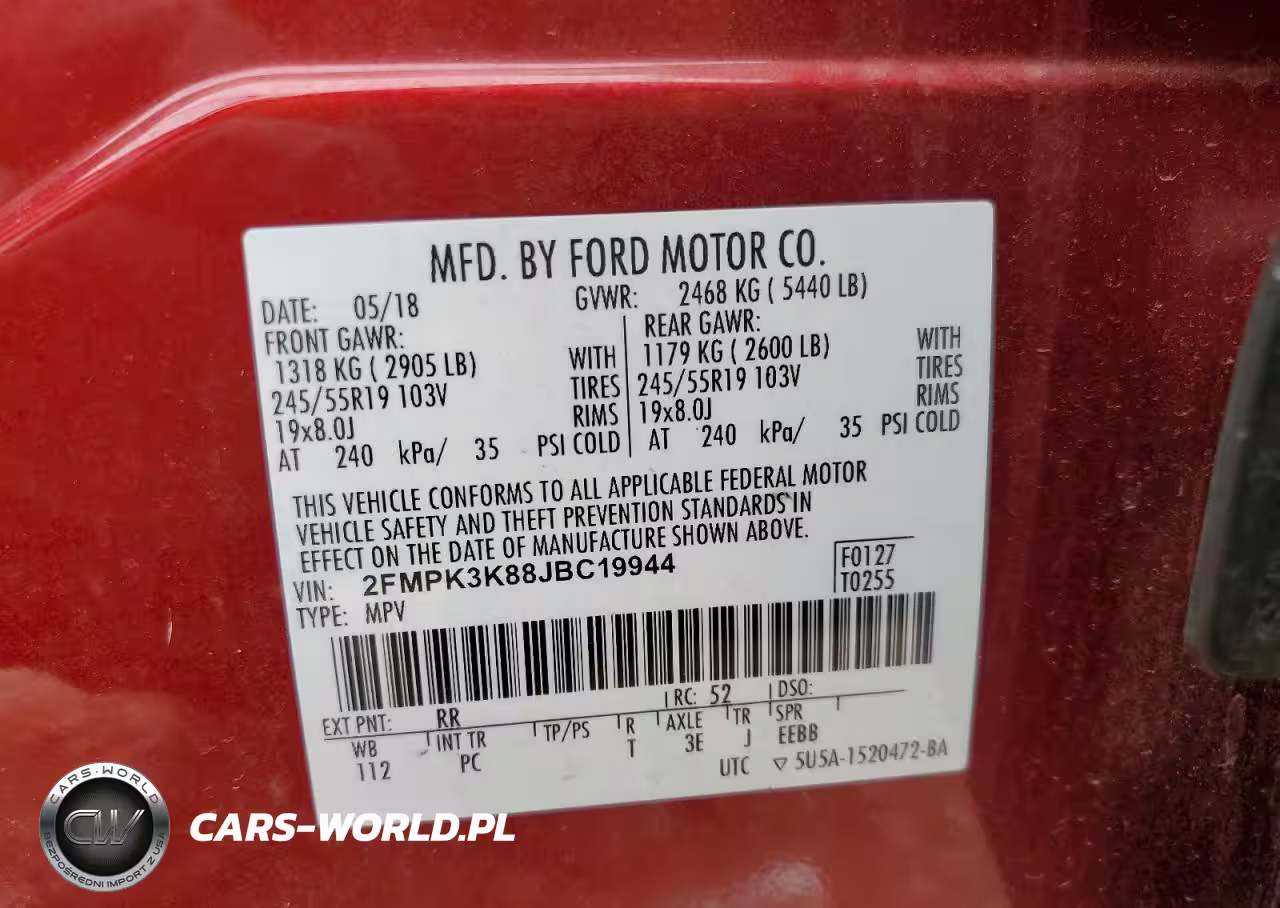 MFD. BY FORD MOTOR CO.
DATE: 05/18 GVWR: 2468 KG ( 5440 LB)
FRONT GAWR: REAR GAWR:
1318 KG ( 2905 LB) WITH 1179 KG ( 2600 LB) WITH
245/55R19 103V TIRES 245/55R19 103V TIRES
19x8.0J RIMS 19x8.0J RIMS
AT 240 kPa/ 35 PSI COLD AT 240 kPa/ 35 PSI COLD
THIS VEHICLE CONFORMS TO ALL APPLICABLE FEDERAL MOTOR
VEHICLE SAFETY AND THEFT PREVENTION STANDARDS IN
EFFECT ON THE DATE OF MANUFACTURE SHOWN ABOVE.
VIN: 2FMPK3K88JBC19944 F0127
TYPE: MPV T0255
EXT PNT: RR RC: 52 DSO:
WB INT TR TP/PS R AXLE TR SPR
112 PC T 3E J EEBB
UTC ▽ 5U5A-1520472-BA
CARS-WORLD
CW
BEZPOŚREDNI IMPORT Z USA
CARS-WORLD.PL